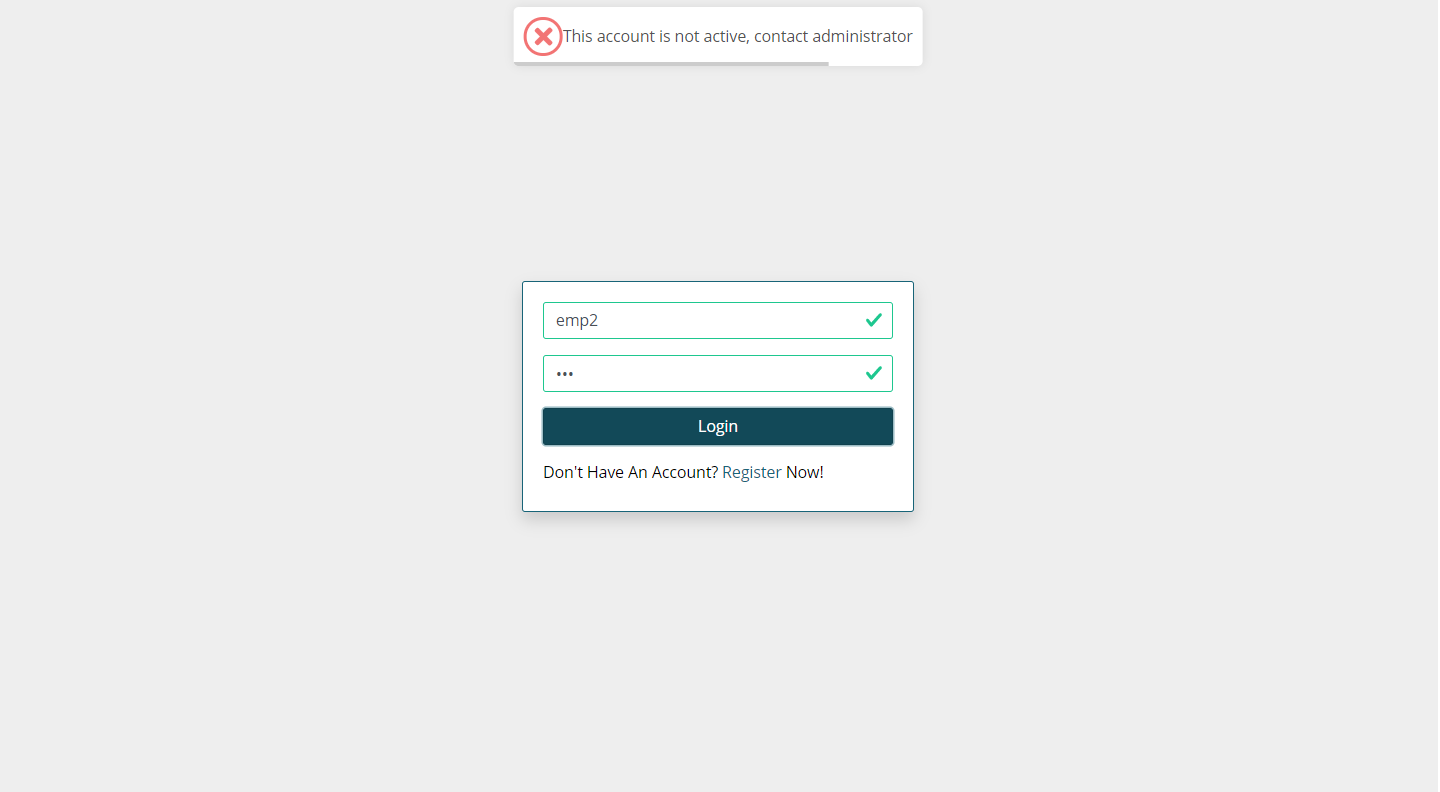 This account is not active, contact administrator
emp2
•••
Login
Don't Have An Account? Register Now!